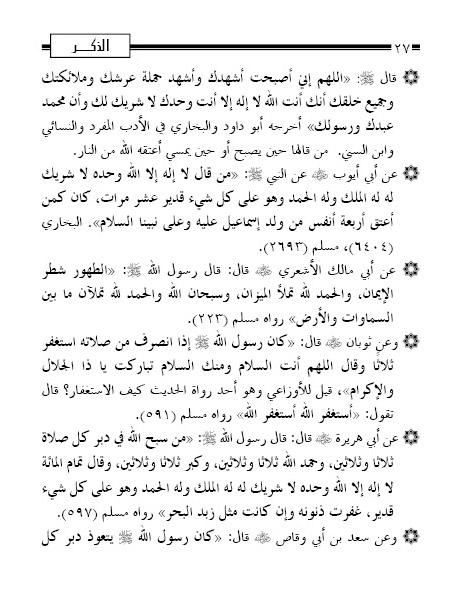 الذكر
٢٧
قال ﷺ: «اللهم إني أصبحت أشهدك وأشهد حملة عرشك وملائكتك
وجميع خلقك أنك أنت الله لا إله إلا أنت وحدك لا شريك لك وأن محمد
عبدك ورسولك» أخرجه أبو داود والبخاري في الأدب المفرد والنسائي
وابن السني. من قالها حين يصبح أو حين يمسي أعتقه الله من النار.
عن أبي أيوب ﷺ عن النبي ﷺ: «من قال لا إله إلا الله وحده لا شريك
له له الملك وله الحمد وهو على كل شيء قدير عشر مرات، كان كمن
أعتق أربعة أنفس من ولد إسماعيل عليه وعلى نبينا السلام». البخاري
(٦٤٠٤)، مسلم (٢٦٩٣).
عن أبي مالك الأشعري ﷺ قال: قال رسول الله ﷺ: «الطهور شطر
الإيمان، والحمد لله تملأ الميزان، وسبحان الله والحمد لله تملآن ما بين
السماوات والأرض» رواه مسلم (٢٢٣).
وعن ثوبان ﷺ قال: «كان رسول الله ﷺ إذا انصرف من صلاته استغفر
ثلاثًا وقال اللهم أنت السلام ومنك السلام تباركت يا ذا الجلال
والإكرام»، قيل للأوزاعي وهو أحد رواة الحديث كيف الاستغفار؟ قال
تقول: «أستغفر الله أستغفر الله» رواه مسلم (٥٩١).
عن أبي هريرة ﷺ قال: قال رسول الله ﷺ: «من سبح الله في دبر كل صلاة
ثلاثا وثلاثين، وحمد الله ثلاثا وثلاثين، وكبر ثلاثا وثلاثين، وقال تمام المائة
لا إله إلا الله وحده لا شريك له له الملك وله الحمد وهو على كل شيء
قدير، غفرت ذنوبه وإن كانت مثل زبد البحر» رواه مسلم (٥٩٧).
وعن سعد بن أبي وقاص ﷺ قال: «كان رسول الله ﷺ يتعوذ دبر كل